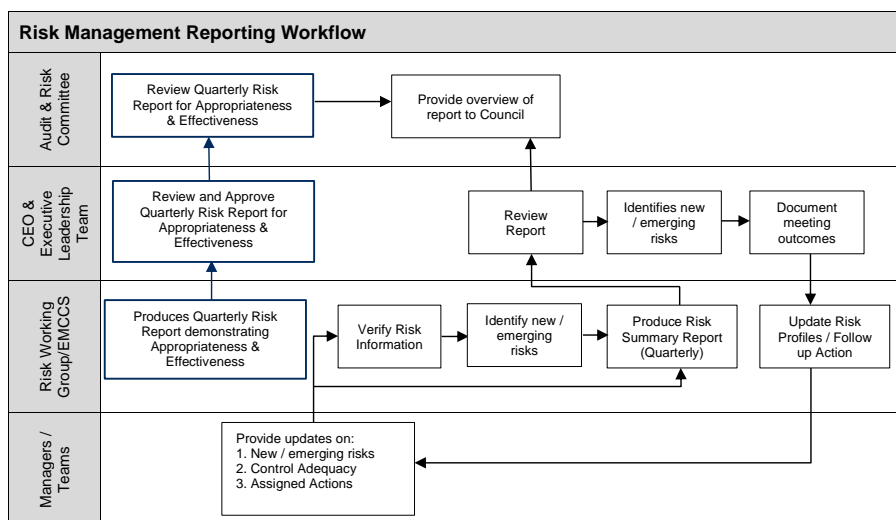 Risk Management Reporting Workflow
Audit & Risk
Committee
Review Quarterly Risk
Report for Appropriateness
& Effectiveness
Provide overview of
report to Council
CEO &
Executive
Leadership
Team
Review and Approve
Quarterly Risk Report for
Appropriateness &
Effectiveness
Review
Report
Identifies new
/ emerging
risks
Document
meeting
outcomes
Risk Working
Group/EMCCS
Produces Quarterly Risk
Report demonstrating
Appropriateness &
Effectiveness
Verify Risk
Information
Identify new /
emerging
risks
Produce Risk
Summary Report
(Quarterly)
Update Risk
Profiles / Follow
up Action
Managers /
Teams
Provide updates on:
1. New / emerging risks
2. Control Adequacy
3. Assigned Actions